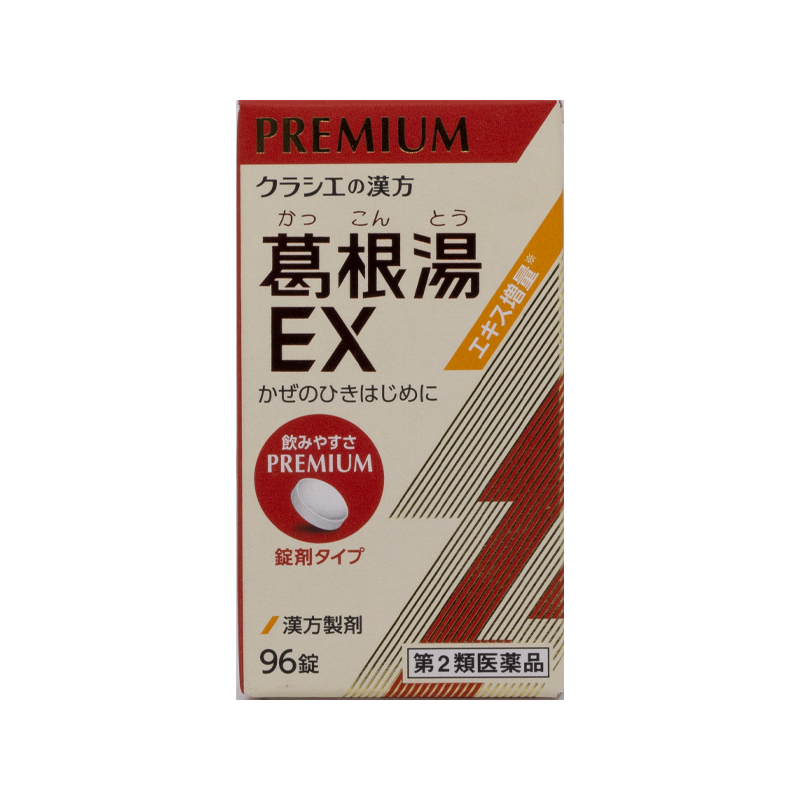 PREMIUM
クラシエの漢方
かっこんとう
葛根湯
EX
エキス増量※
かぜのひきはじめに
飲みやすさ
PREMIUM
錠剤タイプ
漢方製剤
96錠
第2類医薬品